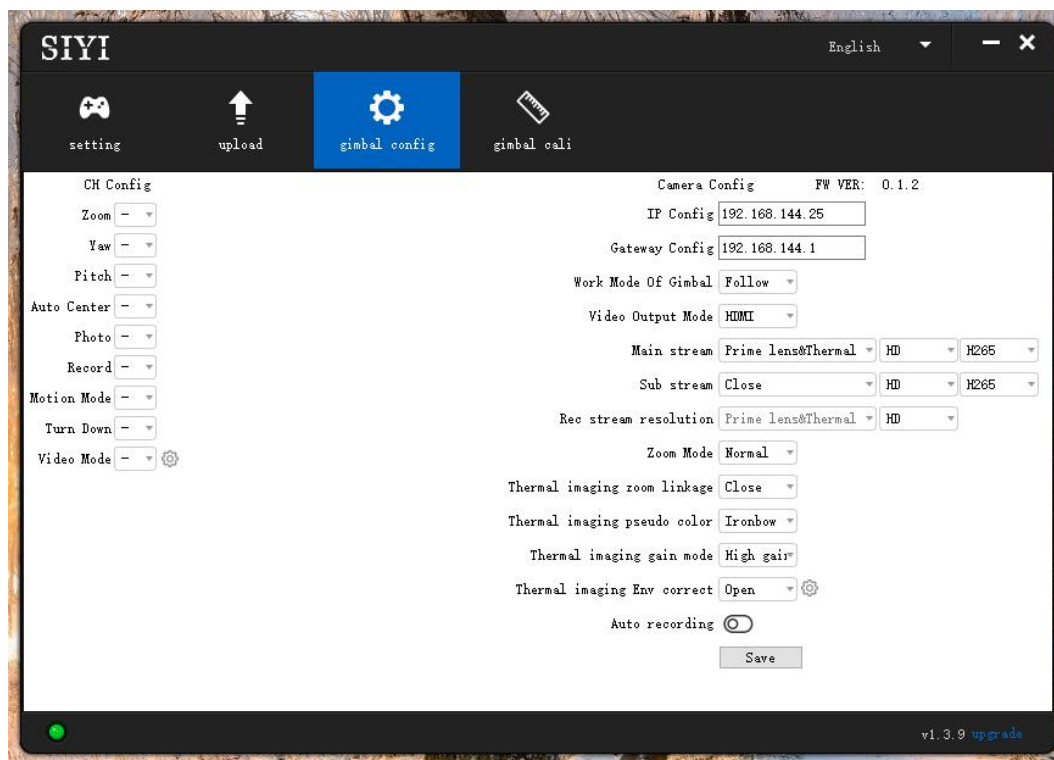 SIYI
English
setting
upload
gimbal config
gimbal cali
CH Config
Zoom -
Yaw -
Pitch -
Auto Center -
Photo -
Record -
Motion Mode -
Turn Down -
Video Mode -
Camera Config FW VER: 0.1.2
IP Config 192.168.144.25
Gateway Config 192.168.144.1
Work Mode Of Gimbal Follow
Video Output Mode HDMI
Main stream Prime lens&Thermal HD H265
Sub stream Close HD H265
Rec stream resolution Prime lens&Thermal HD
Zoom Mode Normal
Thermal imaging zoom linkage Close
Thermal imaging pseudo color Ironbow
Thermal imaging gain mode High gain
Thermal imaging Env correct Open
Auto recording
Save
v1.3.9 upgrade